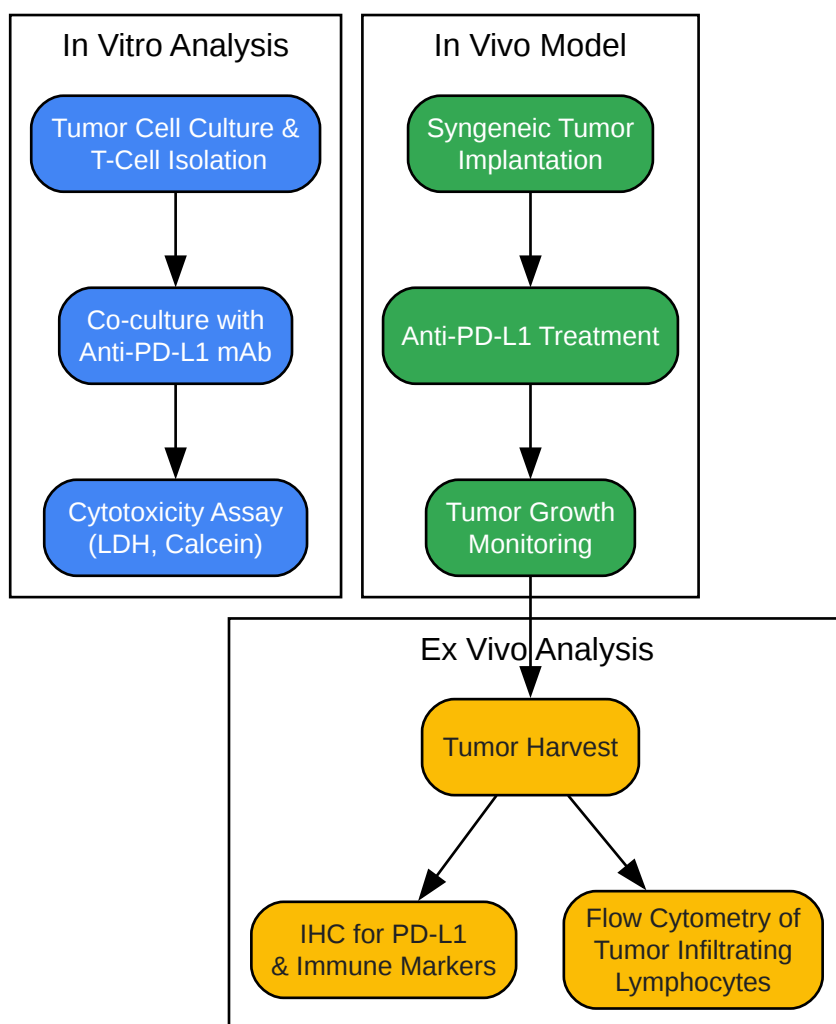 In Vitro Analysis
Tumor Cell Culture &
T-Cell Isolation
Co-culture with
Anti-PD-L1 mAb
Cytotoxicity Assay
(LDH, Calcein)
In Vivo Model
Syngeneic Tumor
Implantation
Anti-PD-L1 Treatment
Tumor Growth
Monitoring
Ex Vivo Analysis
Tumor Harvest
IHC for PD-L1
& Immune Markers
Flow Cytometry of
Tumor Infiltrating
Lymphocytes